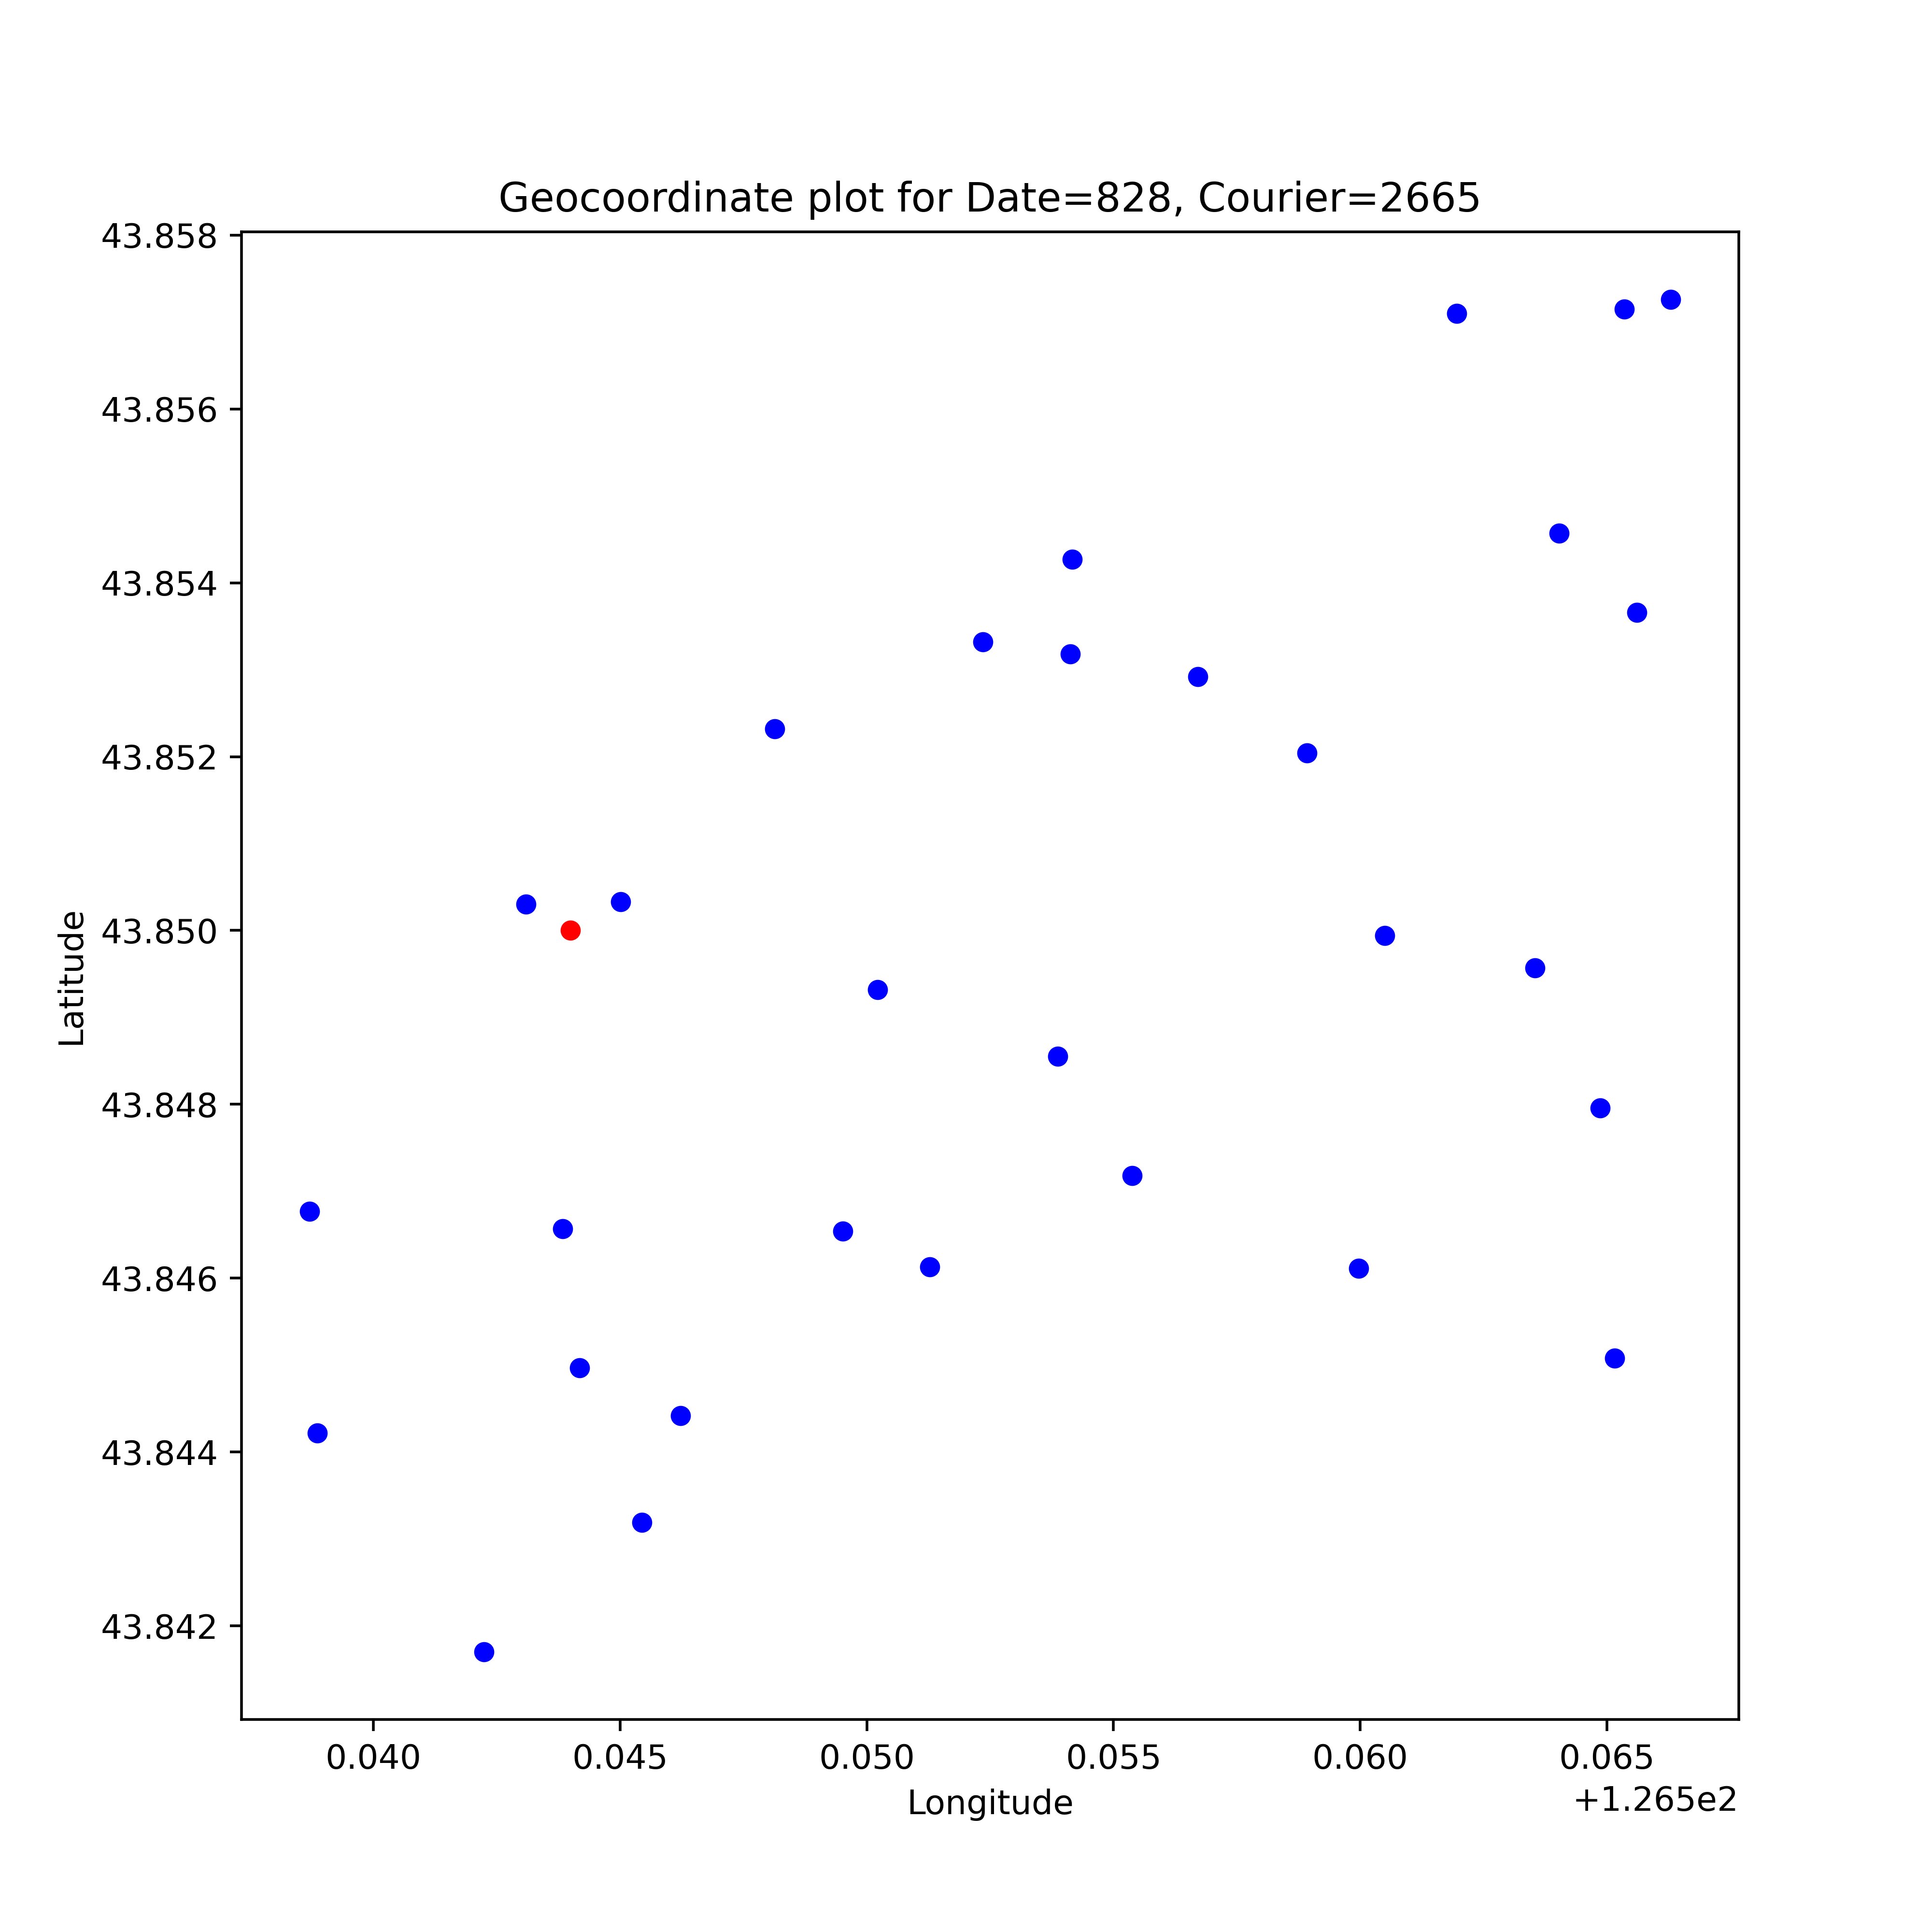 Geocoordinate plot for Date=828, Courier=2665
43.858
43.856
43.854
43.852
43.850
43.848
43.846
43.844
43.842
Latitude
0.040 0.045 0.050 0.055 0.060 0.065
+1.265e2
Longitude